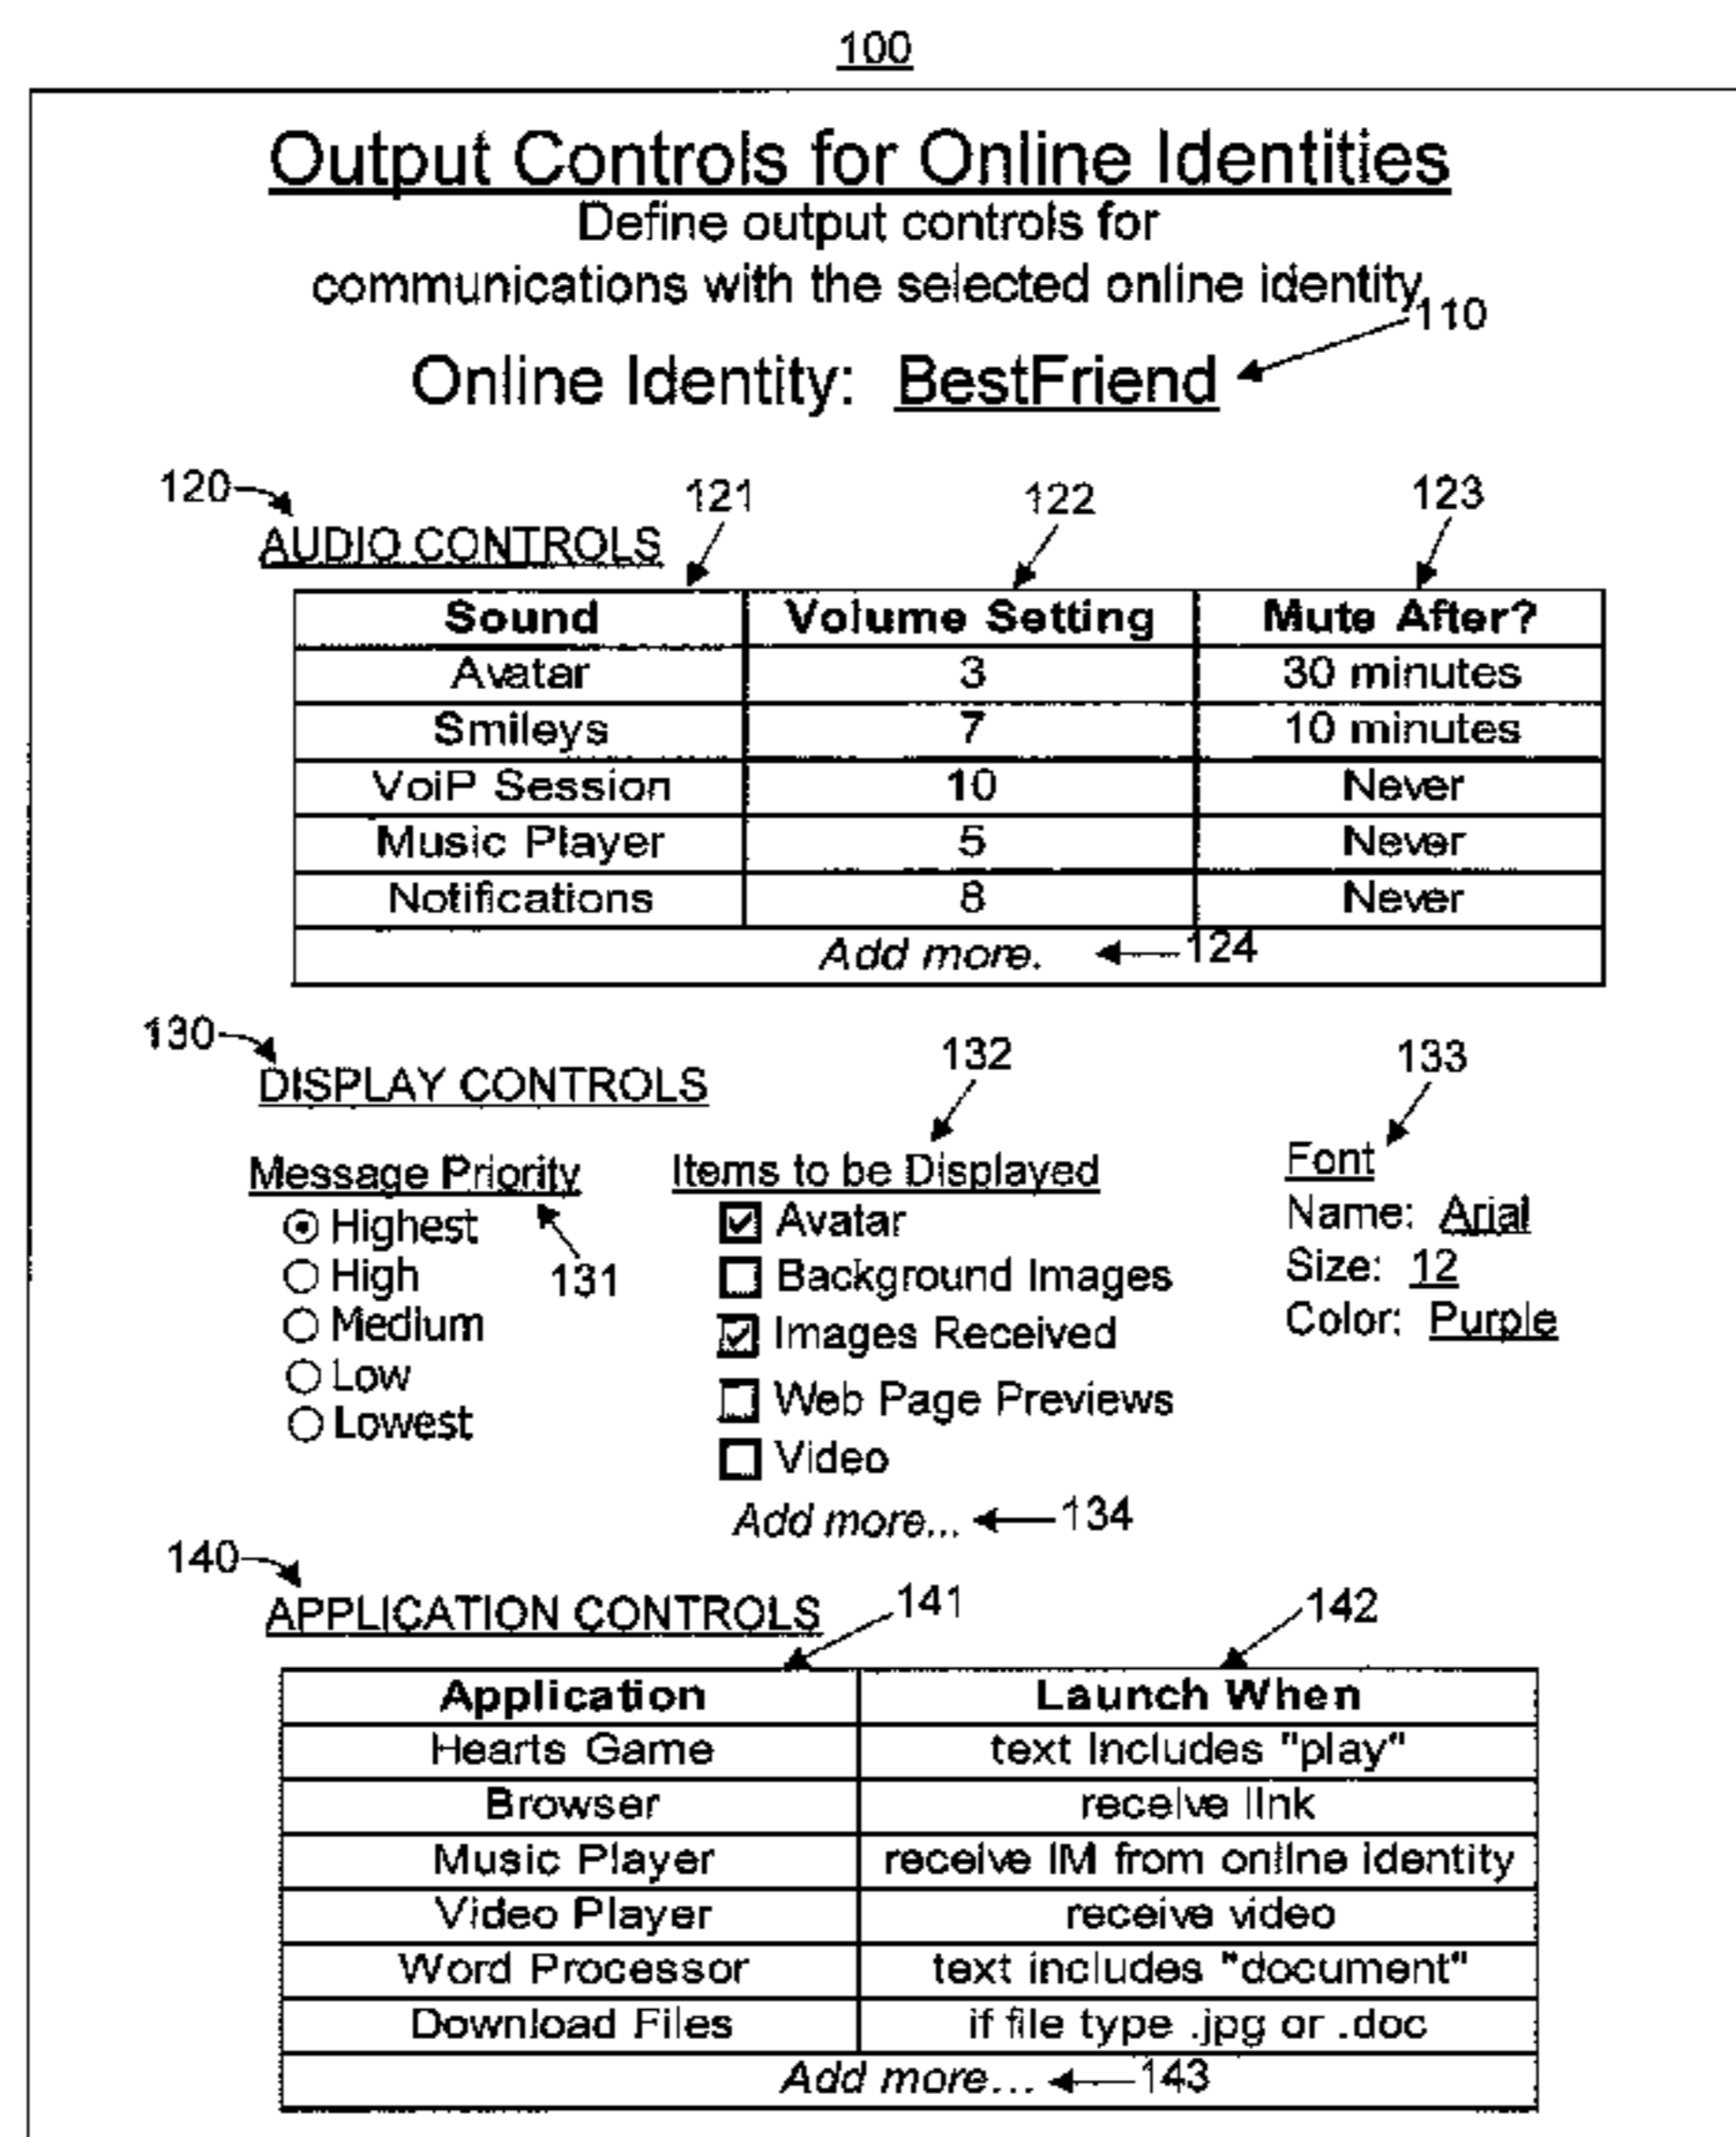 100
Output Controls for Online Identities
Define output controls for
communications with the selected online identity
110
Online Identity: BestFriend
120 121 122 123
AUDIO CONTROLS
Sound Volume Setting Mute After?
Avatar 3 30 minutes
Smileys 7 10 minutes
VoiP Session 10 Never
Music Player 5 Never
Notifications 8 Never
Add more. 124
130 132 133
DISPLAY CONTROLS
Message Priority Items to be Displayed Font
Highest Avatar Name: Arial
High 131 Background Images Size: 12
Medium Images Received Color: Purple
Low Web Page Previews
Lowest Video
Add more... 134
140
APPLICATION CONTROLS 141 142
Application Launch When
Hearts Game text Includes "play"
Browser receive link
Music Player receive IM from online identity
Video Player receive video
Word Processor text includes "document"
Download Files if file type .jpg or .doc
Add more... 143